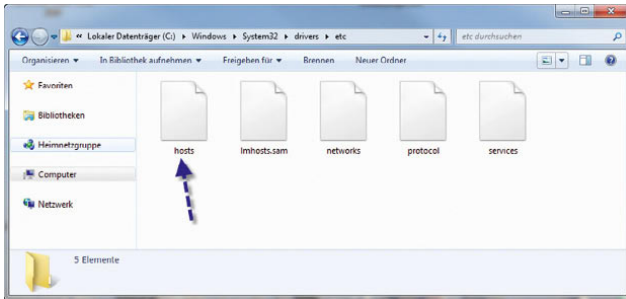 « Lokaler Datenträger (C:) ▸ Windows ▸ System32 ▸ drivers ▸ etc
etc durchsuchen
Organisieren ▾ In Bibliothek aufnehmen ▾ Freigeben für ▾ Brennen Neuer Ordner
Favoriten
Bibliotheken
Heimnetzgruppe
Computer
Netzwerk
hosts lmhosts.sam networks protocol services
5 Elemente